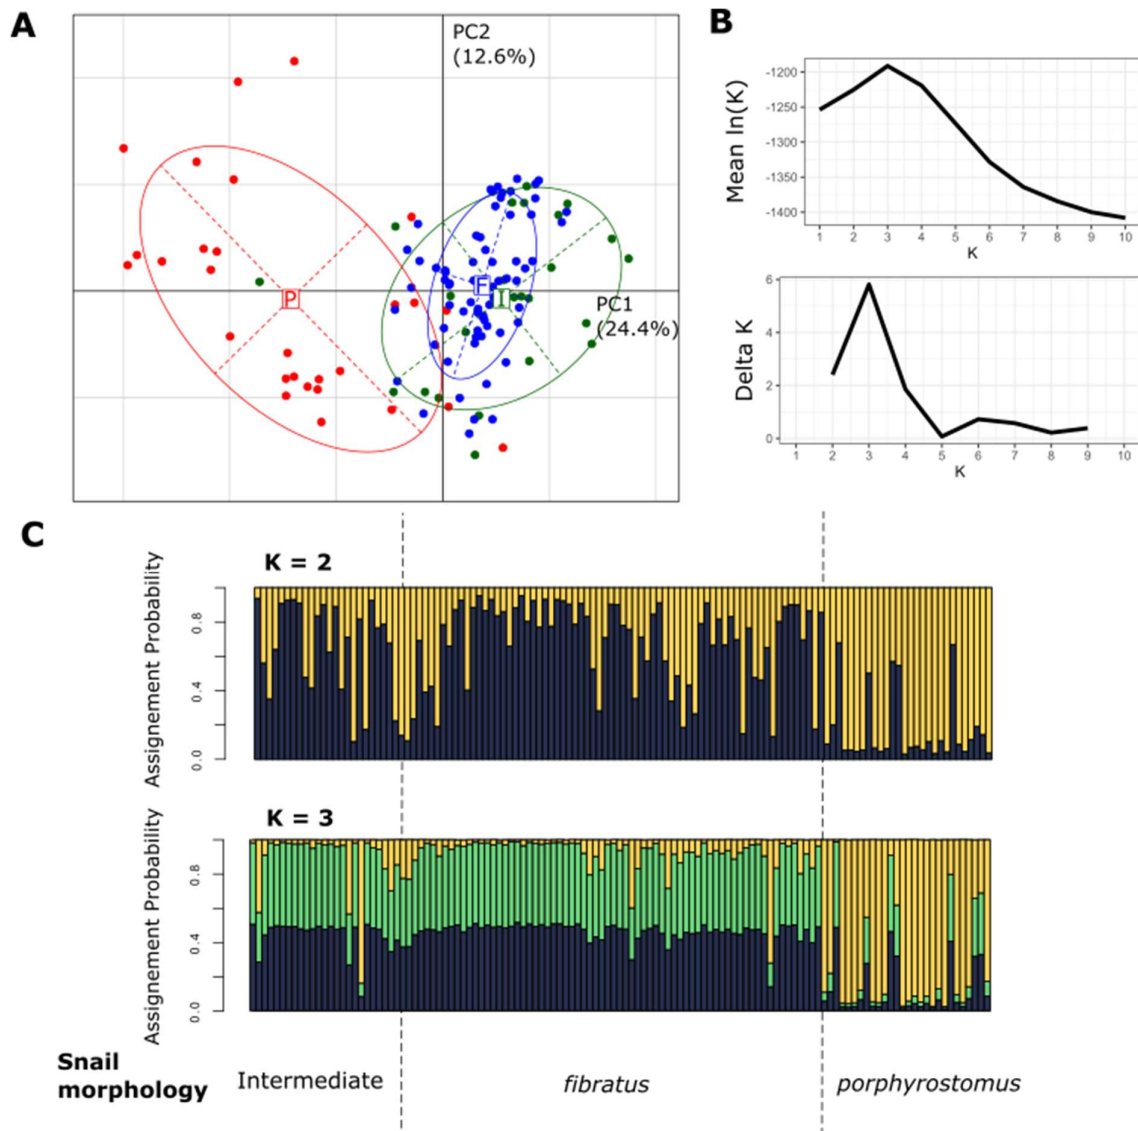 A
PC2
(12.6%)
P
F
I
PC1
(24.4%)
B
Mean ln(K)
-1200
-1250
-1300
-1350
-1400
1 2 3 4 5 6 7 8 9 10
K
Delta K
6
4
2
0
1 2 3 4 5 6 7 8 9 10
K
C
K = 2
Assignement Probability
0.8
0.4
0.0
K = 3
Assignement Probability
0.8
0.4
0.0
Snail
morphology
Intermediate
fibratus
porphyrostomus